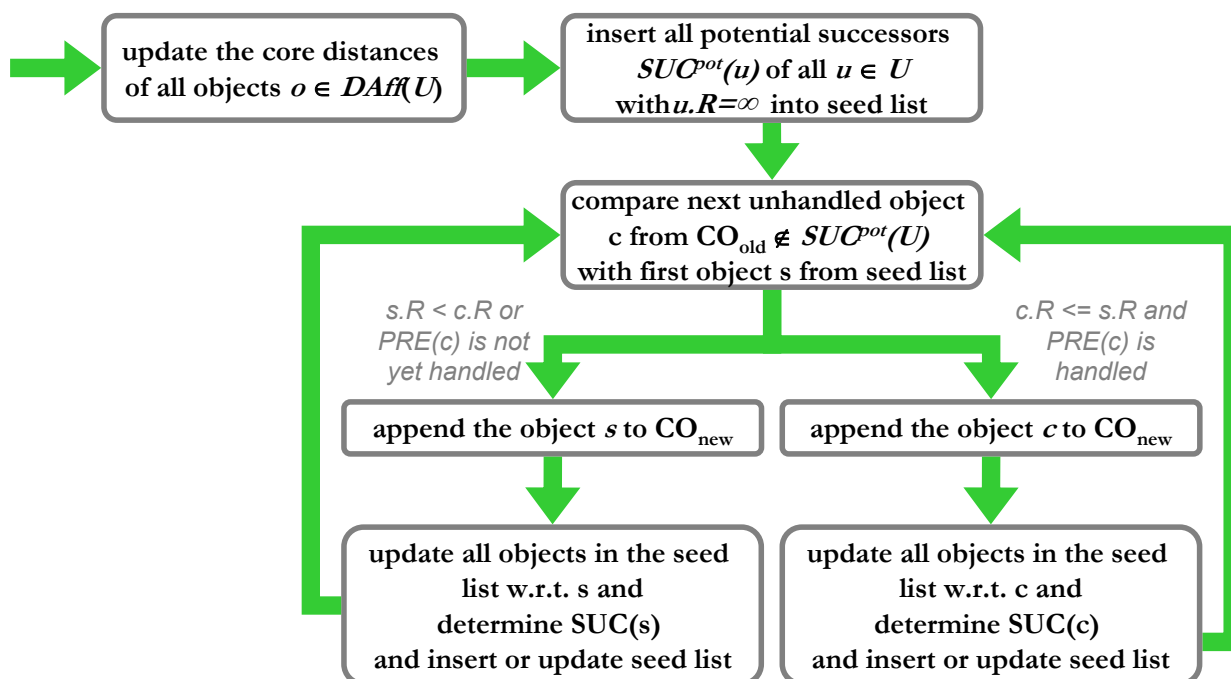 update the core distances
of all objects o ∈ DAff(U)
insert all potential successors
SUCᵖᵒᵗ(u) of all u ∈ U
withu.R=∞ into seed list
compare next unhandled object
c from CO_old ∉ SUCᵖᵒᵗ(U)
with first object s from seed list
s.R < c.R or
PRE(c) is not
yet handled
c.R <= s.R and
PRE(c) is
handled
append the object s to CO_new
append the object c to CO_new
update all objects in the seed
list w.r.t. s and
determine SUC(s)
and insert or update seed list
update all objects in the seed
list w.r.t. c and
determine SUC(c)
and insert or update seed list